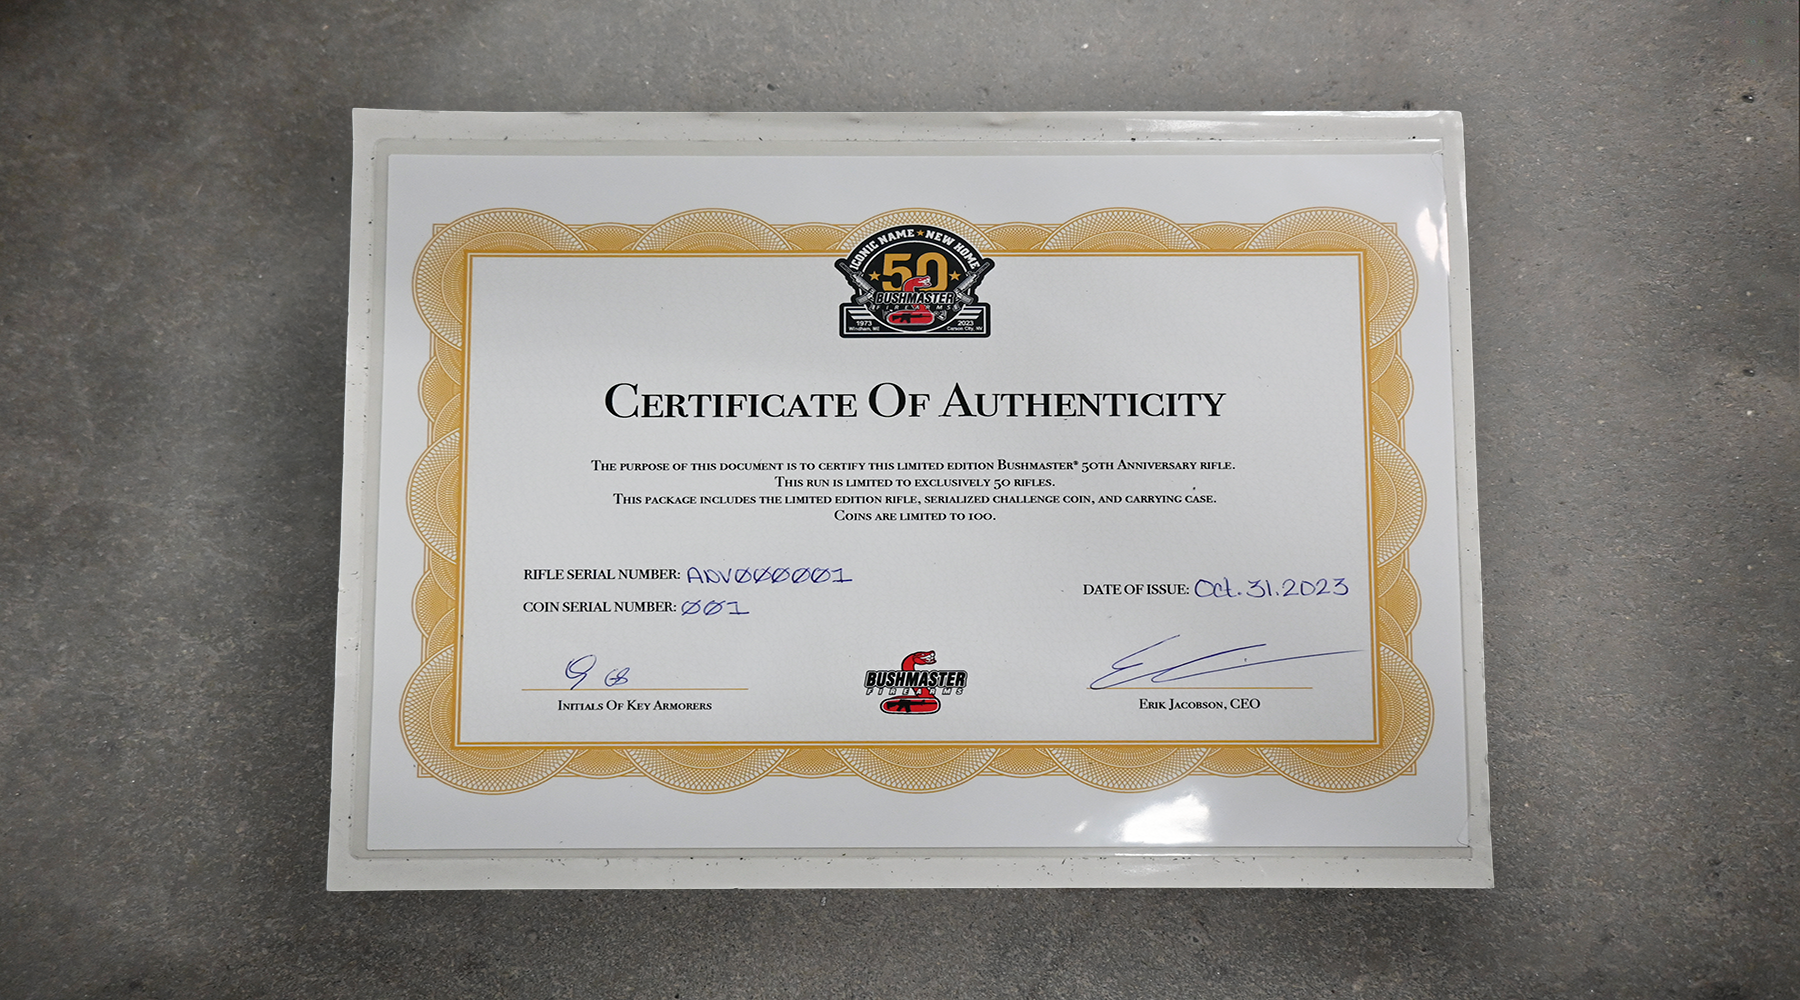 ICONIC NAME ★ NEW HOME
★ 50 ★
BUSHMASTER
FIREARMS
1973
Windham, ME
2023
Carson City, NV
CERTIFICATE OF AUTHENTICITY
THE PURPOSE OF THIS DOCUMENT IS TO CERTIFY THIS LIMITED EDITION BUSHMASTER® 50TH ANNIVERSARY RIFLE.
THIS RUN IS LIMITED TO EXCLUSIVELY 50 RIFLES.
THIS PACKAGE INCLUDES THE LIMITED EDITION RIFLE, SERIALIZED CHALLENGE COIN, AND CARRYING CASE.
COINS ARE LIMITED TO 100.
RIFLE SERIAL NUMBER: ADV000001
COIN SERIAL NUMBER: 001
DATE OF ISSUE: Oct. 31. 2023
INITIALS OF KEY ARMORERS
BUSHMASTER
FIREARMS
ERIK JACOBSON, CEO